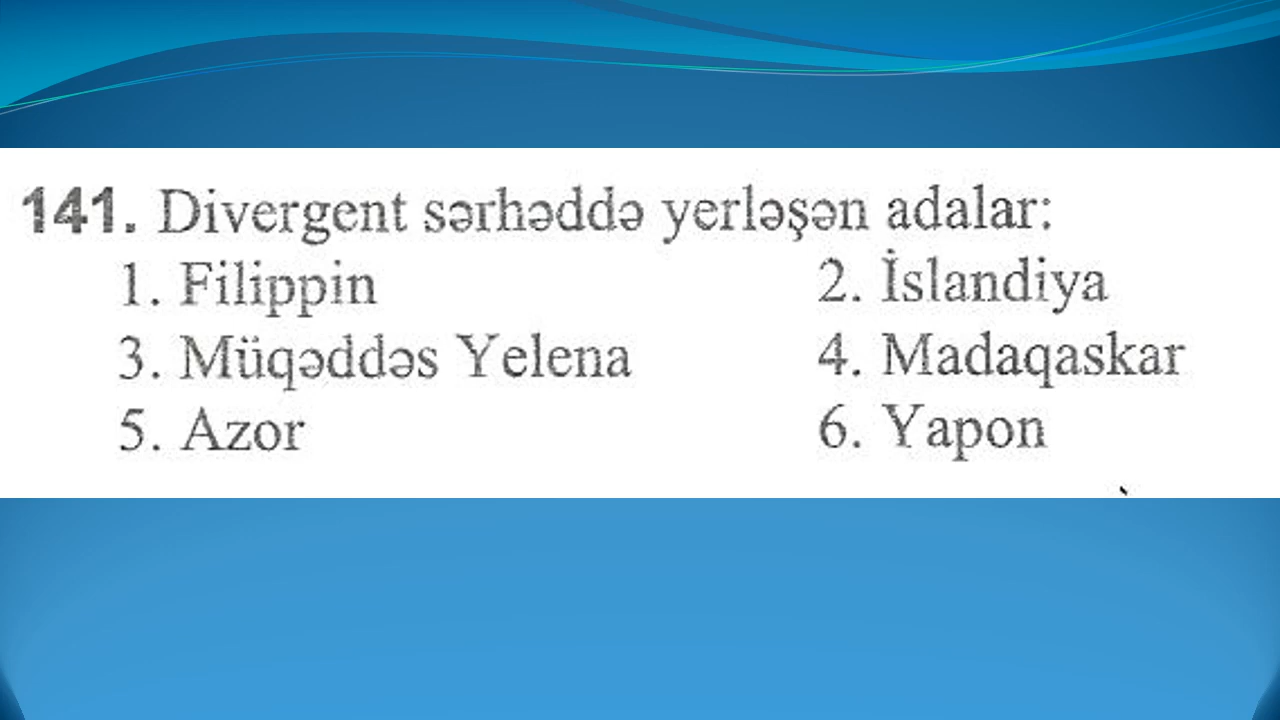 141. Divergent sərhəddə yerləşən adalar:
1. Filippin 2. İslandiya
3. Müqəddəs Yelena 4. Madaqaskar
5. Azor 6. Yapon